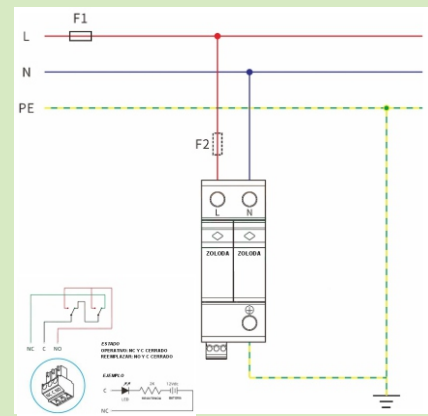 F1
L
N
PE
F2
L N
ZOLODA ZOLODA
NC C NO
ESTADO
OPERATIVO: NC Y C CERRADO
REEMPLAZAR: NO Y C CERRADO
EJEMPLO
C
LED
NC